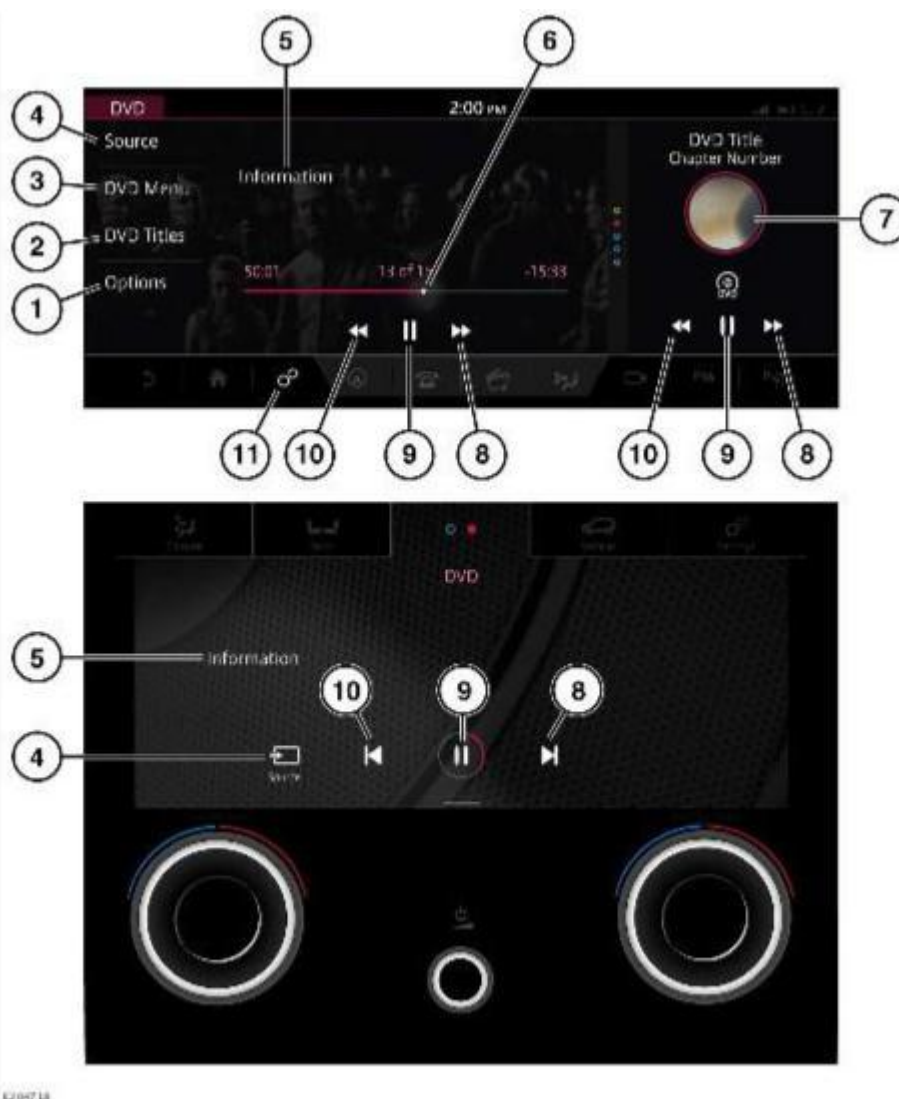 5
6
DVD
2:00 PM
4
Source
DVD Title
Chapter Number
3
DVD Menu
Information
7
2
DVD Titles
50:01
-15:33
1
Options
DVD
11
10
9
8
10
9
8
DVD
5
Information
10
9
8
4
Source